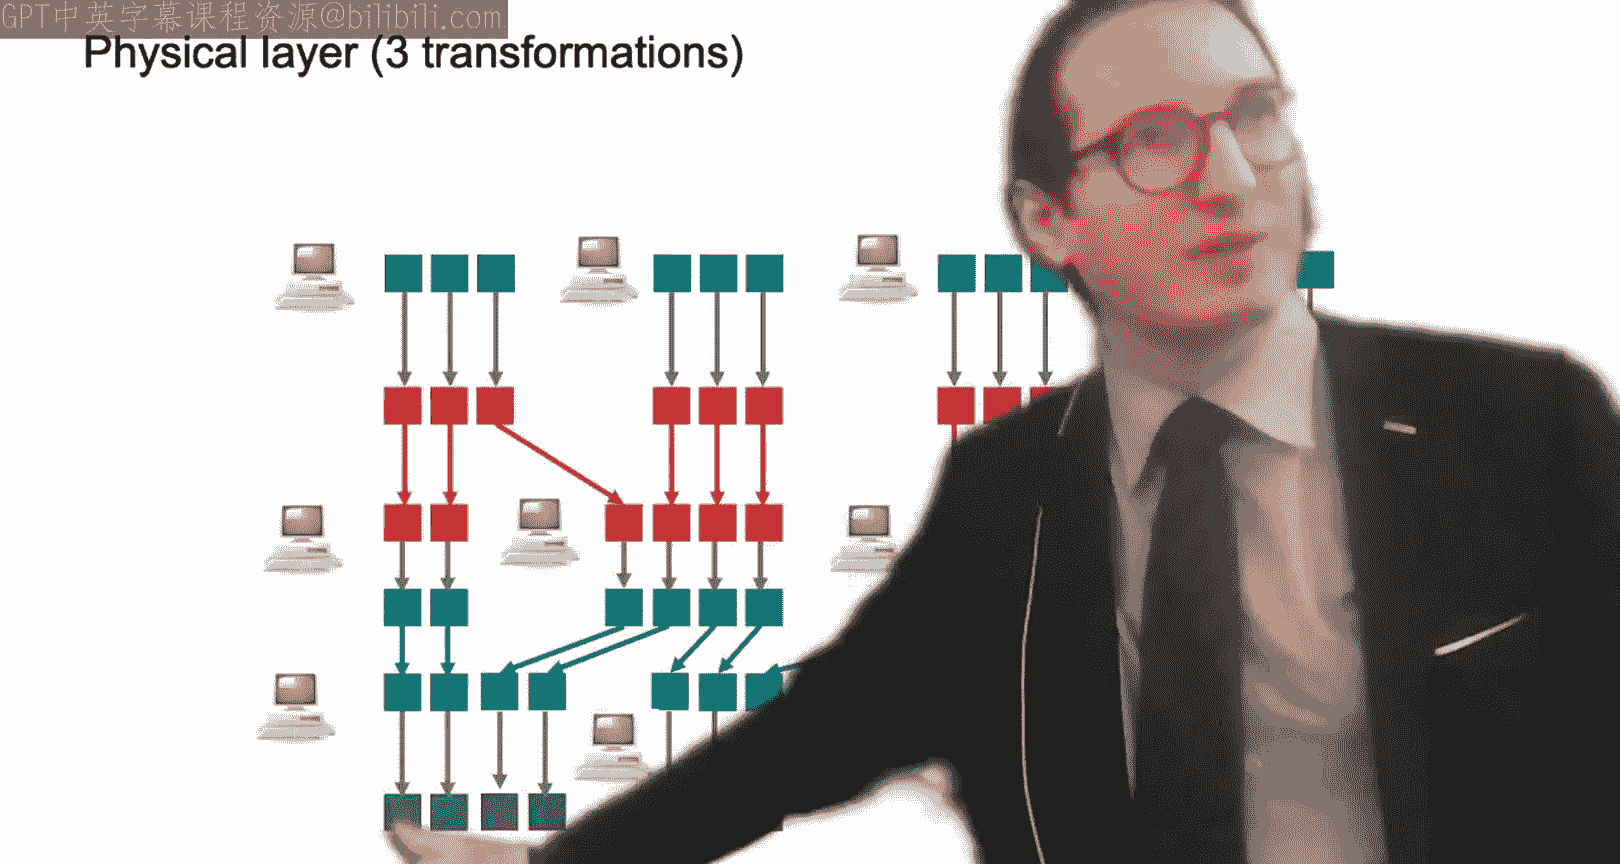 GPT中英字幕课程资源@bilibili.com
Physical layer (3 transformations)